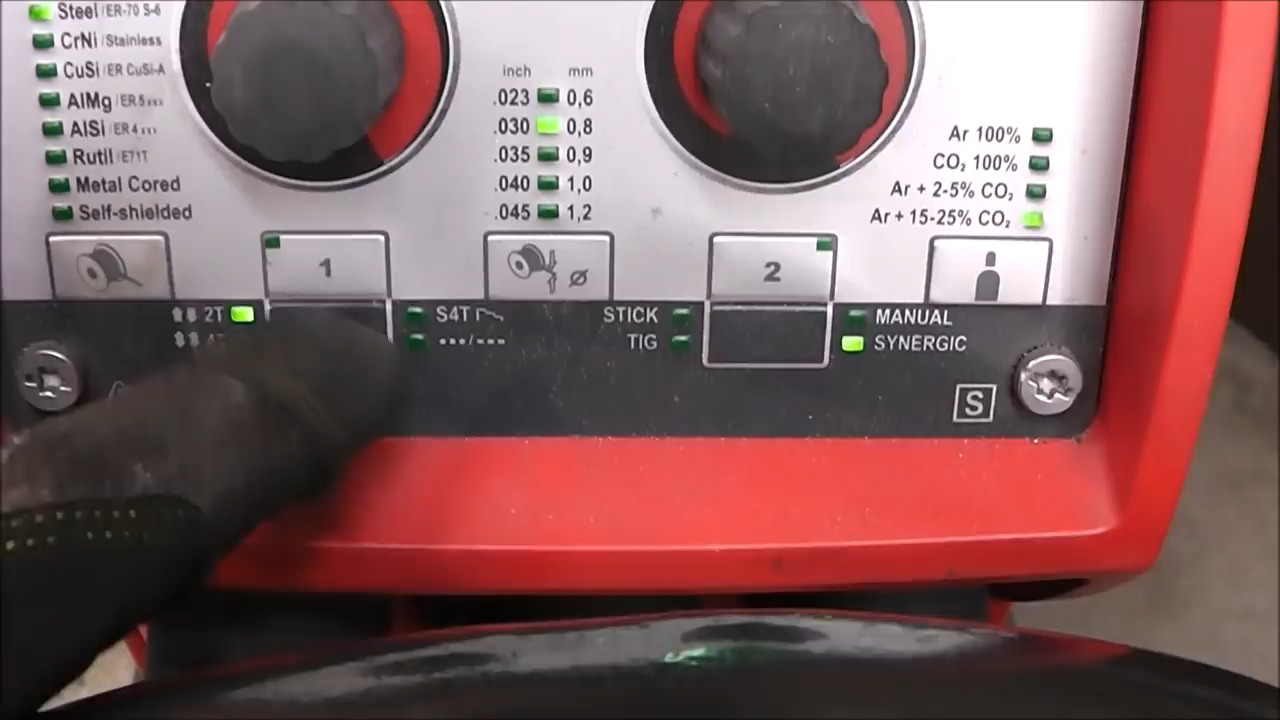 Steel / ER-70 S-6
CrNi / Stainless
CuSi / ER CuSi-A
AlMg / ER 5xxx
AlSi / ER 4xxx
Rutil / E71T
Metal Cored
Self-shielded
inch mm
.023 0,6
.030 0,8
.035 0,9
.040 1,0
.045 1,2
Ar 100%
CO₂ 100%
Ar + 2-5% CO₂
Ar + 15-25% CO₂
1
Ø
2
2T
S4T
STICK
TIG
MANUAL
SYNERGIC
S